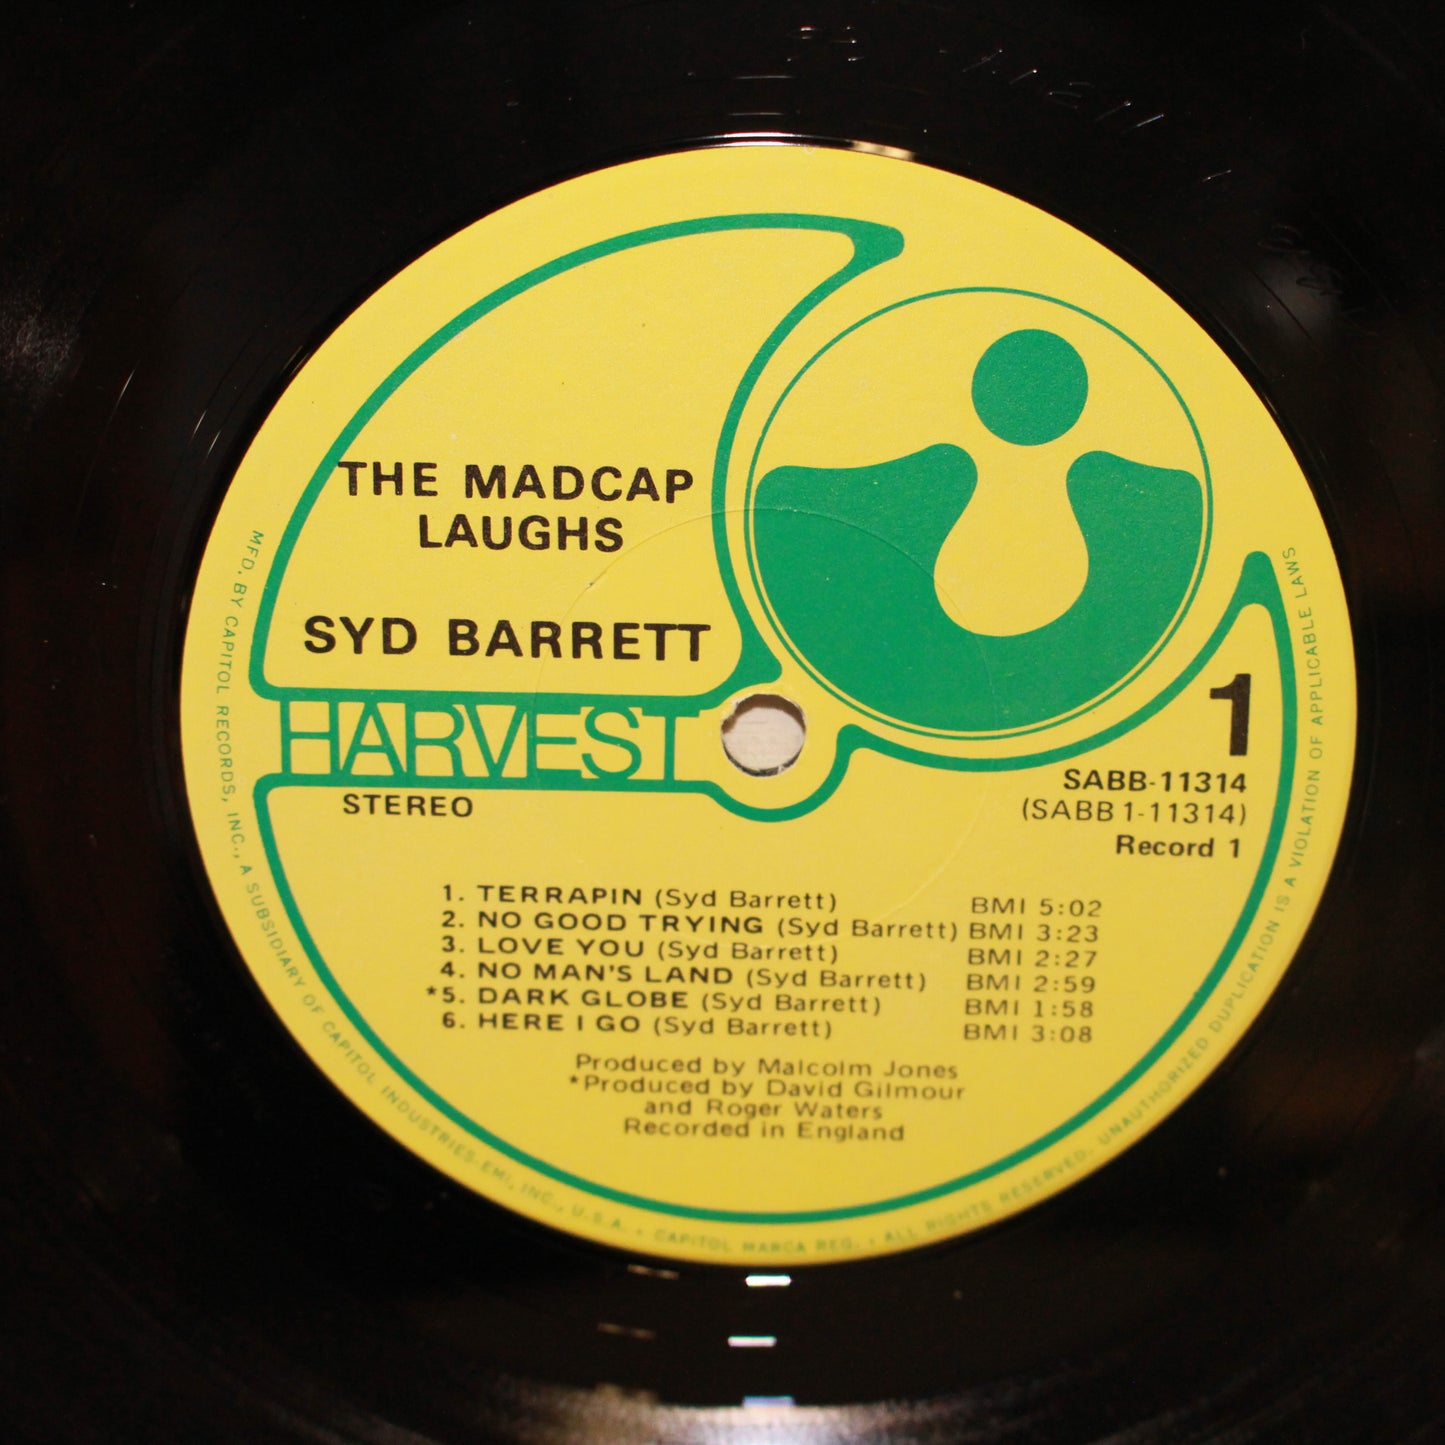 THE MADCAP
LAUGHS
SYD BARRETT
HARVEST
STEREO
1
SABB-11314
(SABB 1-11314)
Record 1
1. TERRAPIN (Syd Barrett) BMI 5:02
2. NO GOOD TRYING (Syd Barrett) BMI 3:23
3. LOVE YOU (Syd Barrett) BMI 2:27
4. NO MAN'S LAND (Syd Barrett) BMI 2:59
*5. DARK GLOBE (Syd Barrett) BMI 1:58
6. HERE I GO (Syd Barrett) BMI 3:08
Produced by Malcolm Jones
*Produced by David Gilmour
and Roger Waters
Recorded in England
MFD. BY CAPITOL RECORDS, INC., A SUBSIDIARY OF CAPITOL INDUSTRIES-EMI, INC., U.S.A. • CAPITOL MARCA REG. • ALL RIGHTS RESERVED. UNAUTHORIZED DUPLICATION IS A VIOLATION OF APPLICABLE LAWS